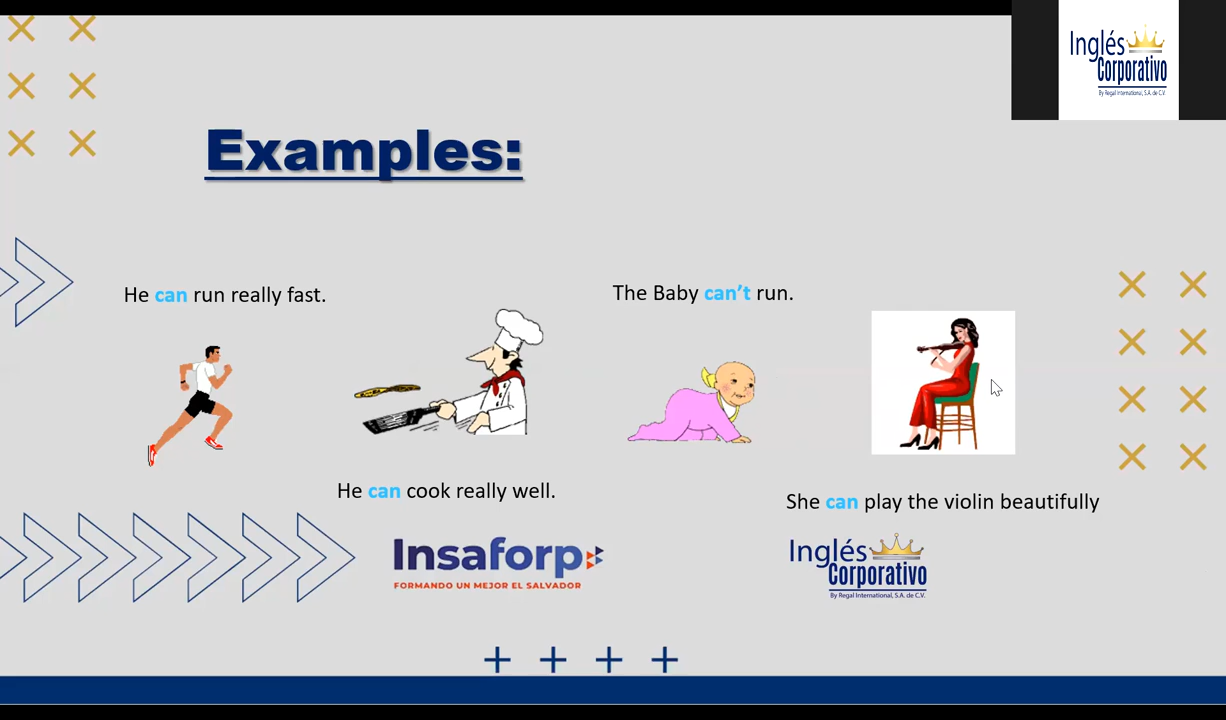 Inglés
Corporativo
By Regal International, S.A. de C.V.
Examples:
He can run really fast.
The Baby can’t run.
He can cook really well.
She can play the violin beautifully
Insaforp
FORMANDO UN MEJOR EL SALVADOR
Inglés
Corporativo
By Regal International, S.A. de C.V.